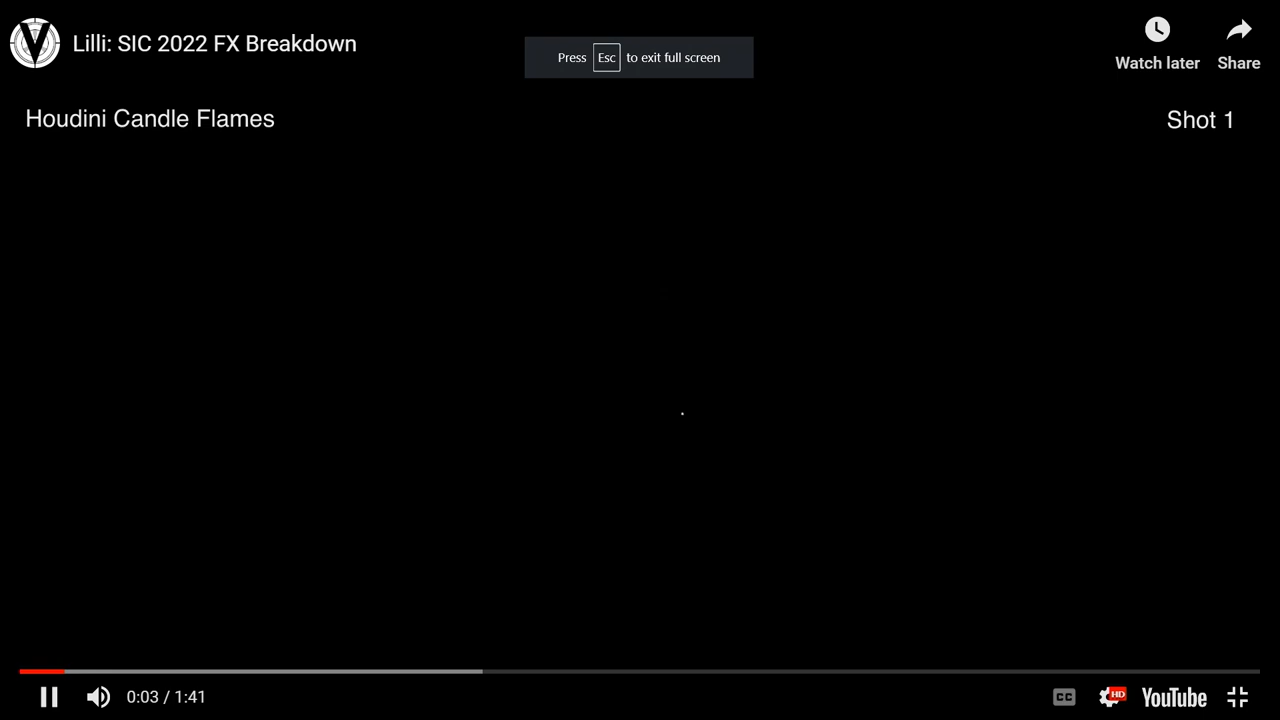 Lilli: SIC 2022 FX Breakdown
Press Esc to exit full screen
Watch later
Share
Houdini Candle Flames
Shot 1
0:03 / 1:41
CC
HD
YouTube